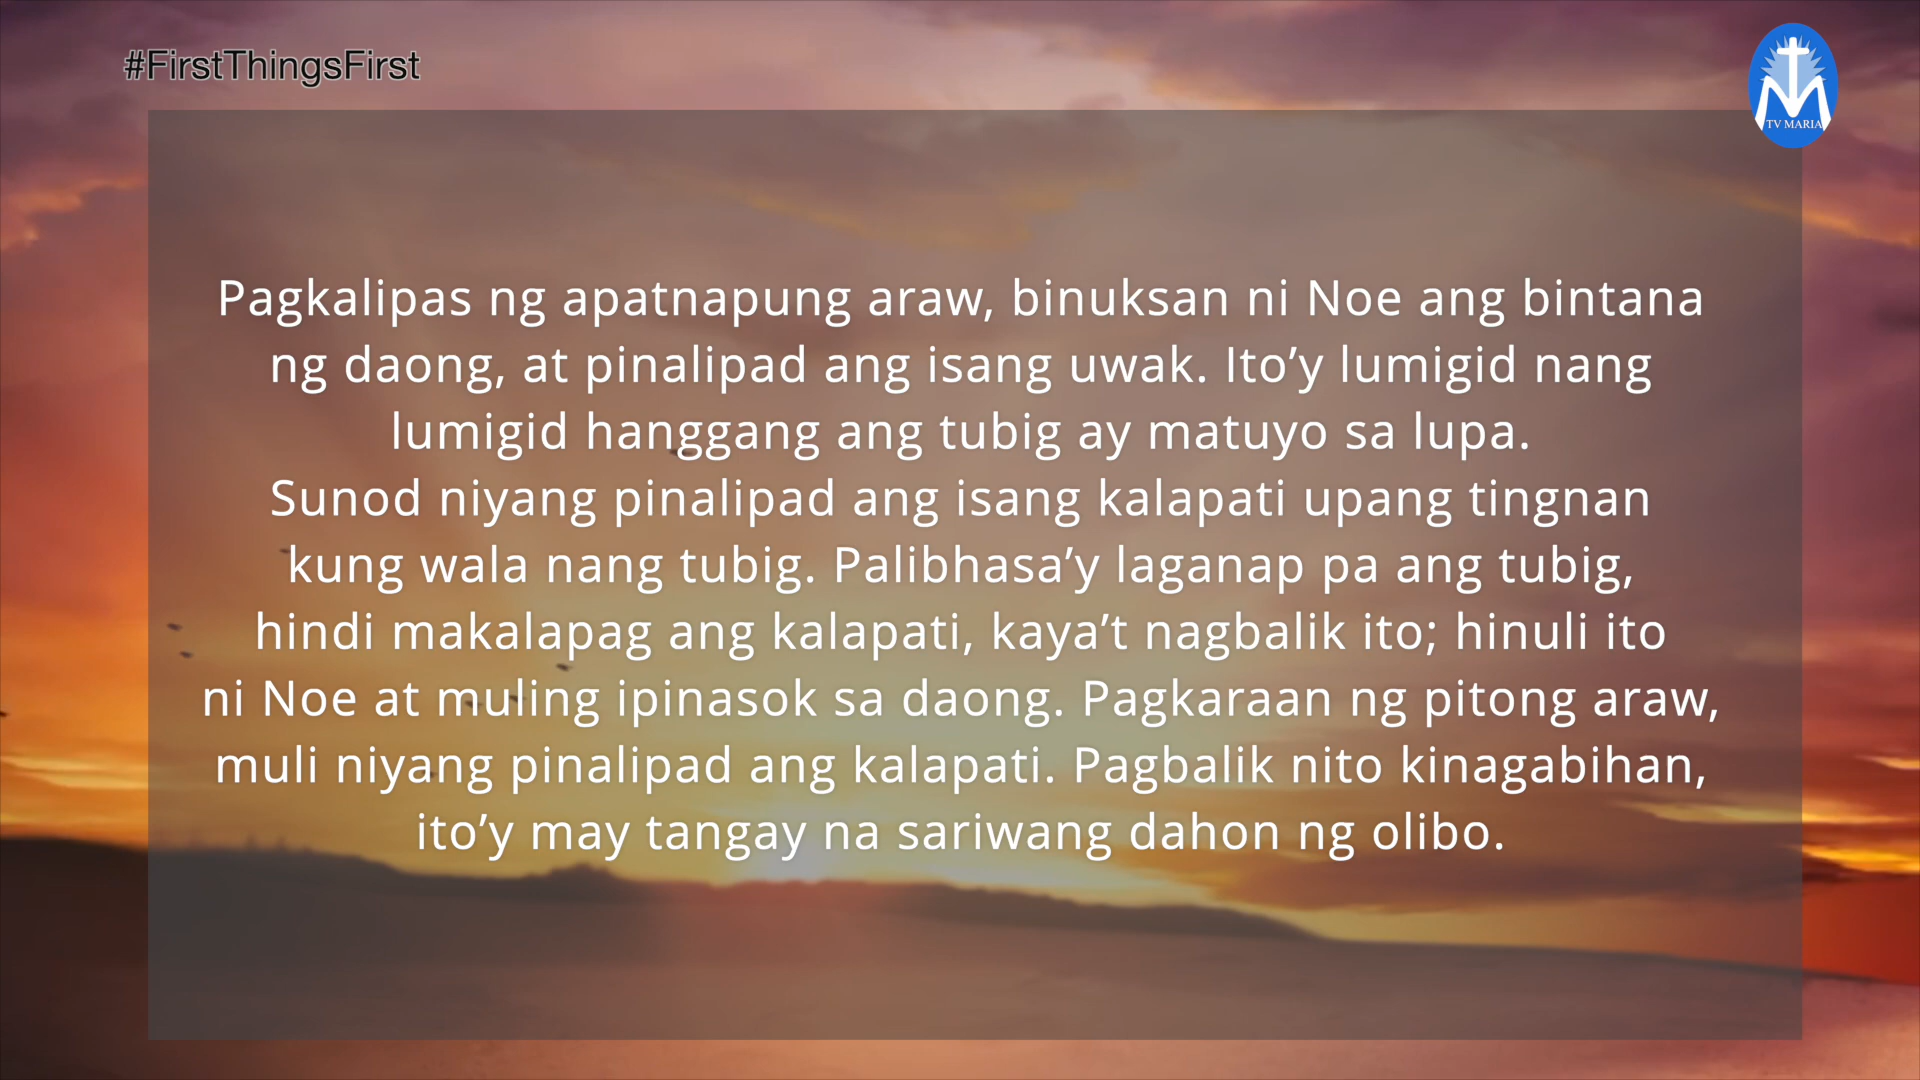 #FirstThingsFirst
TV MARIA
Pagkalipas ng apatnapung araw, binuksan ni Noe ang bintana
ng daong, at pinalipad ang isang uwak. Ito’y lumigid nang
lumigid hanggang ang tubig ay matuyo sa lupa.
Sunod niyang pinalipad ang isang kalapati upang tingnan
kung wala nang tubig. Palibhasa’y laganap pa ang tubig,
hindi makalapag ang kalapati, kaya’t nagbalik ito; hinuli ito
ni Noe at muling ipinasok sa daong. Pagkaraan ng pitong araw,
muli niyang pinalipad ang kalapati. Pagbalik nito kinagabihan,
ito’y may tangay na sariwang dahon ng olibo.